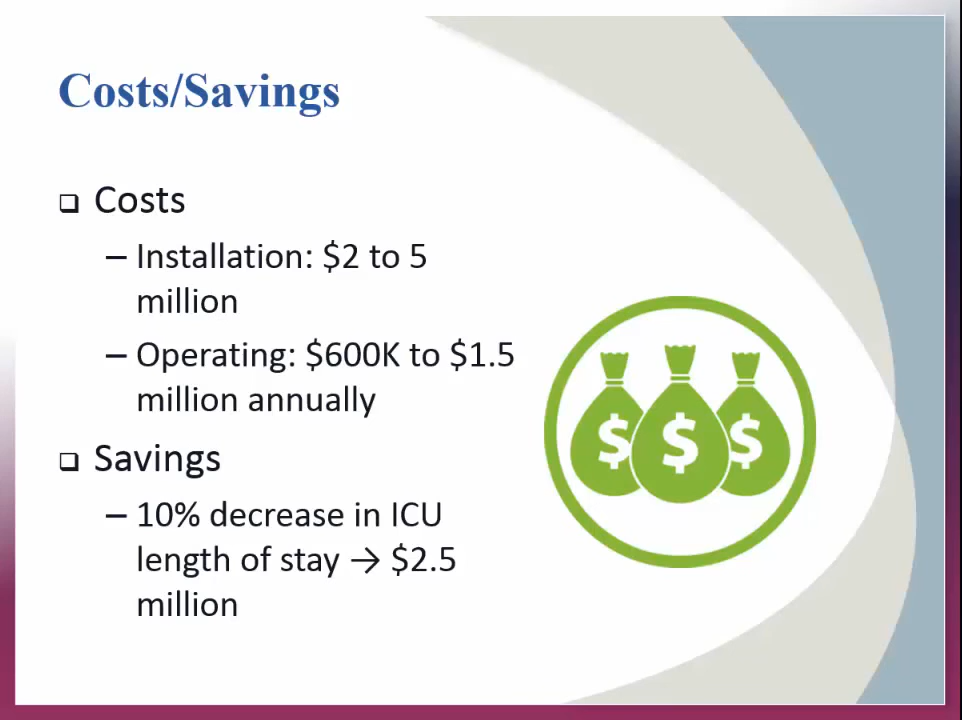 Costs/Savings
❑ Costs
– Installation: $2 to 5
million
– Operating: $600K to $1.5
million annually
❑ Savings
– 10% decrease in ICU
length of stay → $2.5
million
$ $ $